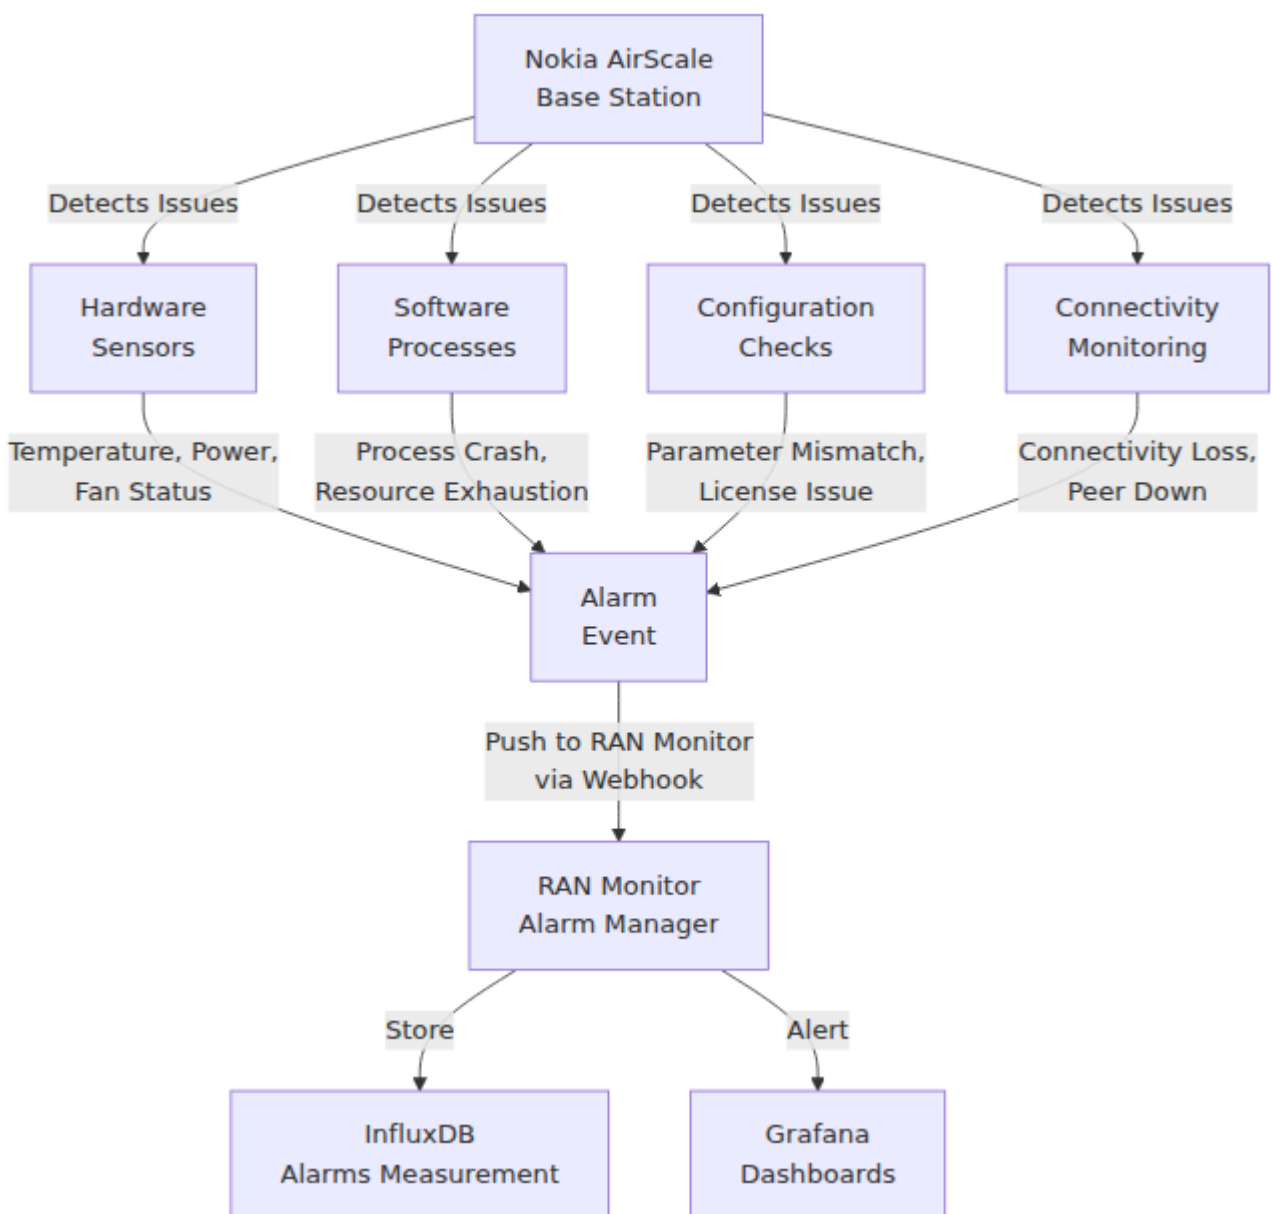 Nokia AirScale
Base Station
Detects Issues
Detects Issues
Detects Issues
Detects Issues
Hardware
Sensors
Software
Processes
Configuration
Checks
Connectivity
Monitoring
Temperature, Power,
Fan Status
Process Crash,
Resource Exhaustion
Parameter Mismatch,
License Issue
Connectivity Loss,
Peer Down
Alarm
Event
Push to RAN Monitor
via Webhook
RAN Monitor
Alarm Manager
Store
Alert
InfluxDB
Alarms Measurement
Grafana
Dashboards